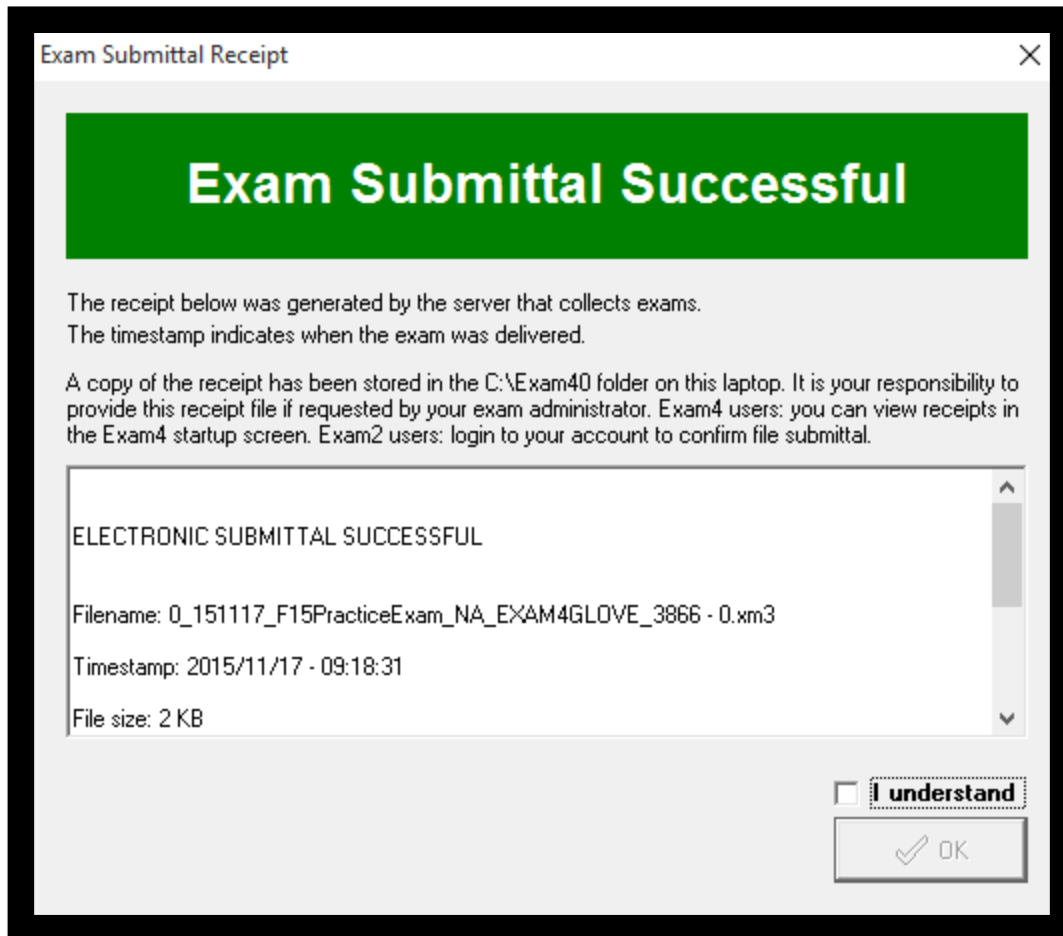 Exam Submittal Receipt
Exam Submittal Successful
The receipt below was generated by the server that collects exams.
The timestamp indicates when the exam was delivered.
A copy of the receipt has been stored in the C:\Exam40 folder on this laptop. It is your responsibility to
provide this receipt file if requested by your exam administrator. Exam4 users: you can view receipts in
the Exam4 startup screen. Exam2 users: login to your account to confirm file submittal.
ELECTRONIC SUBMITTAL SUCCESSFUL
Filename: 0_151117_F15PracticeExam_NA_EXAM4GLOVE_3866 - 0.xm3
Timestamp: 2015/11/17 - 09:18:31
File size: 2 KB
I understand
OK